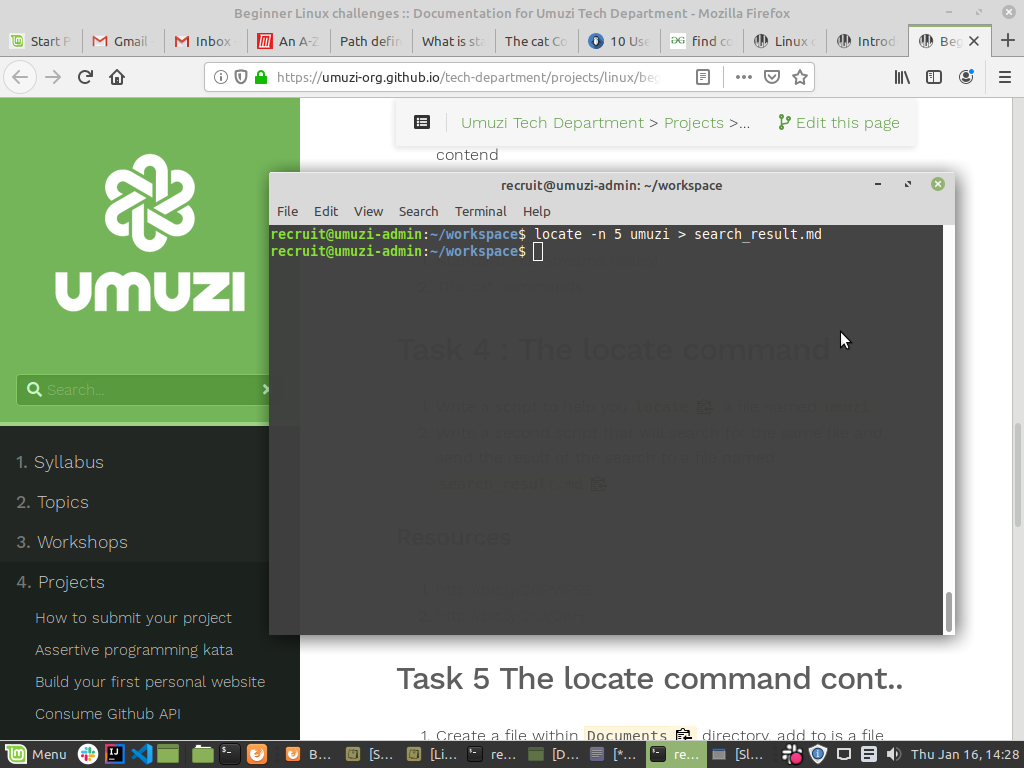 Beginner Linux challenges :: Documentation for Umuzi Tech Department - Mozilla Firefox
Start P
Gmail
Inbox
An A-Z
Path defin
What is sta
The cat Co
10 Use
find co
Linux c
Introd
Beg
https://umuzi-org.github.io/tech-department/projects/linux/beg
Umuzi Tech Department > Projects >...
Edit this page
contend
umuzi
Search...
1. Syllabus
2. Topics
3. Workshops
4. Projects
How to submit your project
Assertive programming kata
Build your first personal website
Consume Github API
recruit@umuzi-admin: ~/workspace
File Edit View Search Terminal Help
recruit@umuzi-admin:~/workspace$ locate -n 5 umuzi > search_result.md
recruit@umuzi-admin:~/workspace$
Task 4 : The locate command
Resources
Task 5 The locate command cont..
1. Create a file within Documents directory, add to is a file
Menu
B...
[S...
[Li...
re...
[D...
[*...
re...
[Sl...
Thu Jan 16, 14:28